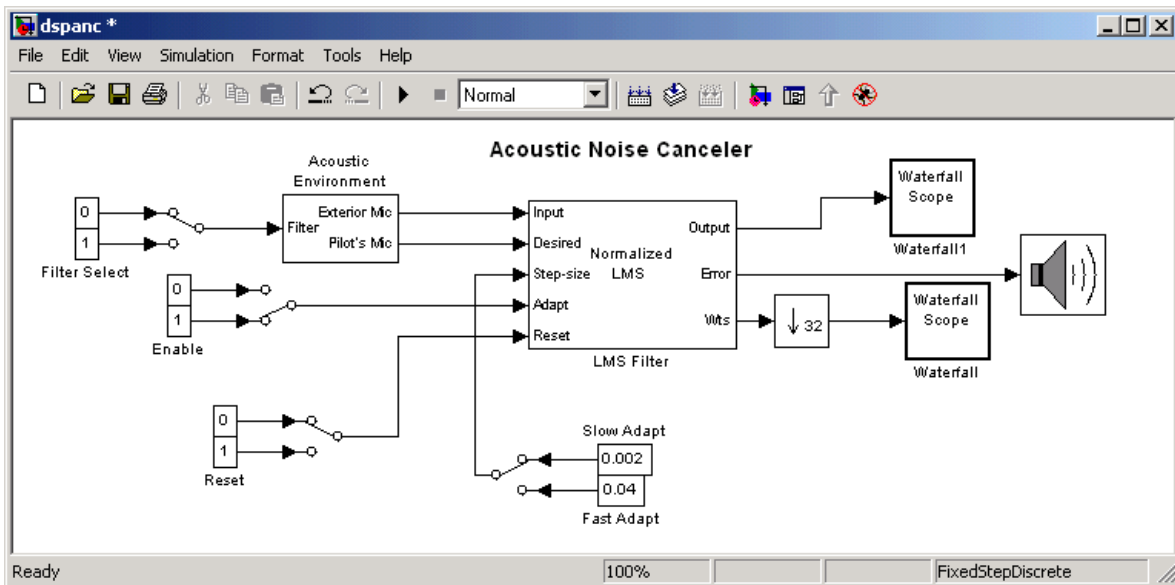 dspanc *
File Edit View Simulation Format Tools Help
Normal
Acoustic Noise Canceler
Acoustic
Environment
0
1
Filter Select
Filter
Exterior Mic
Pilot's Mic
0
1
Enable
0
1
Reset
Input
Desired
Step-size
Adapt
Reset
Normalized
LMS
Output
Error
Wts
LMS Filter
Waterfall
Scope
Waterfall1
32
Waterfall
Scope
Waterfall
Slow Adapt
0.002
0.04
Fast Adapt
Ready
100%
FixedStepDiscrete